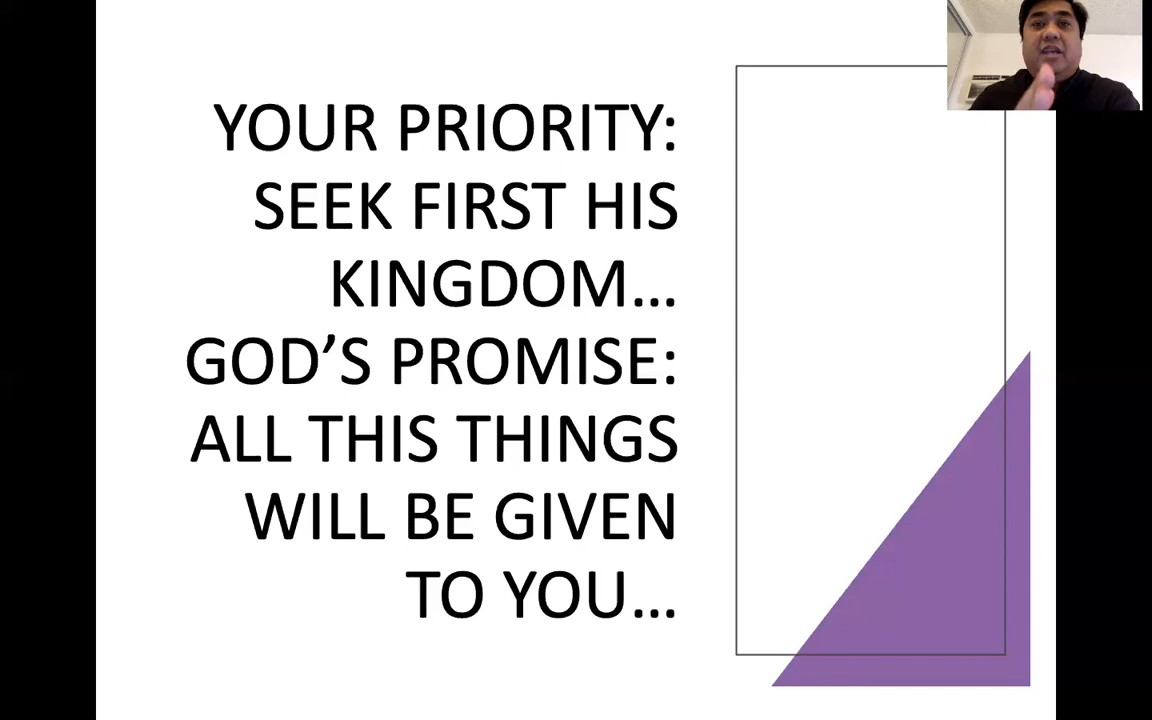 YOUR PRIORITY:
SEEK FIRST HIS
KINGDOM...
GOD’S PROMISE:
ALL THIS THINGS
WILL BE GIVEN
TO YOU...